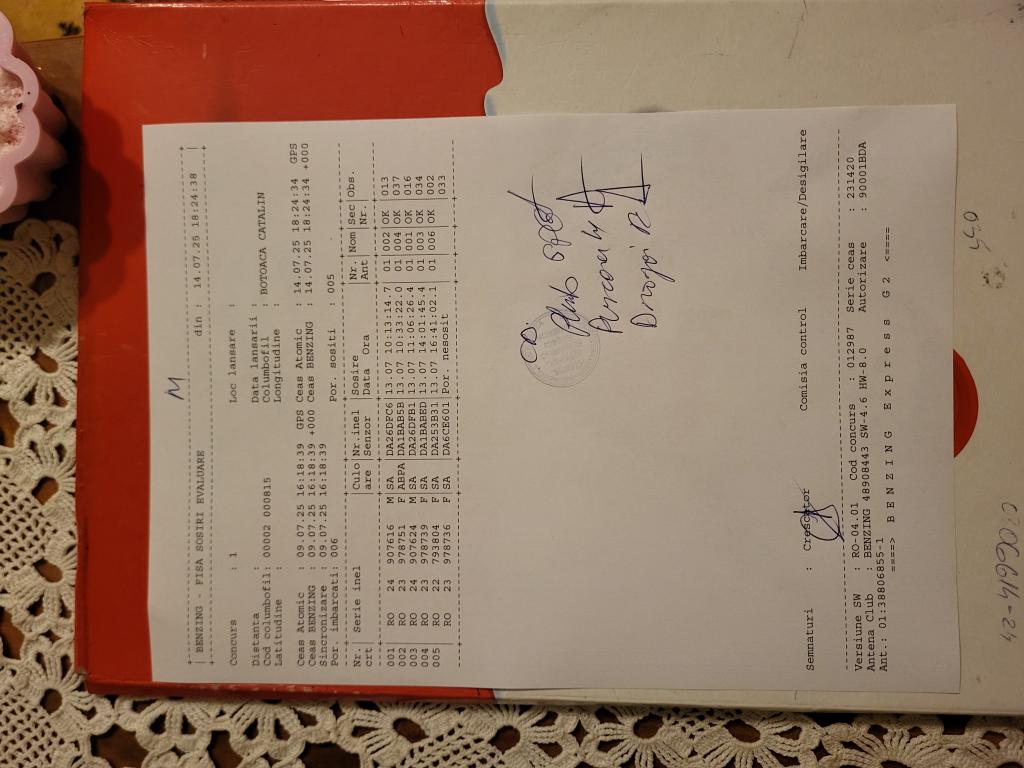 M
| BENZING - FISA SOSIRI EVALUARE din : 14.07.25 18:24:38 |
Concurs : 1 Loc lansare :
Distanta : Data lansarii :
Cod columbofil: 00002 000815 Columbofil : BOTOACA CATALIN
Latitudine : Longitudine :
Ceas Atomic : 09.07.25 16:18:39 GPS Ceas Atomic : 14.07.25 18:24:34 GPS
Ceas BENZING : 09.07.25 16:18:39 +000 Ceas BENZING : 14.07.25 18:24:34 +000
Sincronizare : 09.07.25 16:18:39
Por. imbarcati: 006 Por. sositi : 005
Nr.| Serie inel |Culo|Nr.inel |Sosire |Nr. |Nom|Sec|Obs.
crt| |are |Senzor |Data Ora |Ant | |Nr.|
001 | RO 24 907616 M|SA |DA26DFC6|13.07 10:13:14.7|01|002|OK |013
002 | RO 23 978751 F|ABPA|DA1BAB5B|13.07 10:33:22.0|01|004|OK |037
003 | RO 24 907624 M|SA |DA26DFB1|13.07 11:06:26.4|01|001|OK |016
004 | RO 23 978739 F|SA |DA1BABED|13.07 14:01:45.4|01|003|OK |034
005 | RO 22 793804 F|SA |DA253B31|13.07 16:41:02.1|01|006|OK |002
| RO 23 978736 F|SA |DA6CE601|Por. nesosit |033
Semnaturi : Crescator Comisia control Imbarcare/Desigilare
Versiune SW : RO-04.01 Cod concurs : 012987 Serie ceas : 231420
Antena Club : BENZING 48908443 SW-4.6 HW-8.0 Autorizare : 90001BDA
Ant.: 01:38806855-1
====> B E N Z I N G E x p r e s s G 2 <====